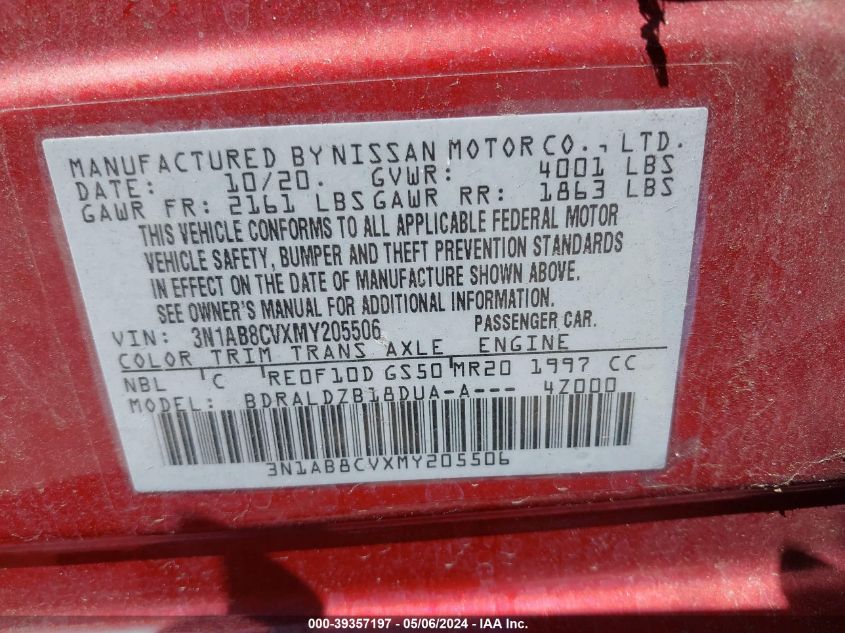 MANUFACTURED BY NISSAN MOTOR CO., LTD.
DATE: 10/20. GVWR: 4001 LBS
GAWR FR: 2161 LBS GAWR RR: 1863 LBS
THIS VEHICLE CONFORMS TO ALL APPLICABLE FEDERAL MOTOR
VEHICLE SAFETY, BUMPER AND THEFT PREVENTION STANDARDS
IN EFFECT ON THE DATE OF MANUFACTURE SHOWN ABOVE.
SEE OWNER'S MANUAL FOR ADDITIONAL INFORMATION.
VIN: 3N1AB8CVXMY205506 PASSENGER CAR.
COLOR TRIM TRANS AXLE ENGINE
NBL C RE0F10D GS50 MR20 1997 CC
MODEL: BDRALDZB18DUA-A--- 4Z000
3N1AB8CVXMY205506
000-39357197 - 05/06/2024 - IAA Inc.